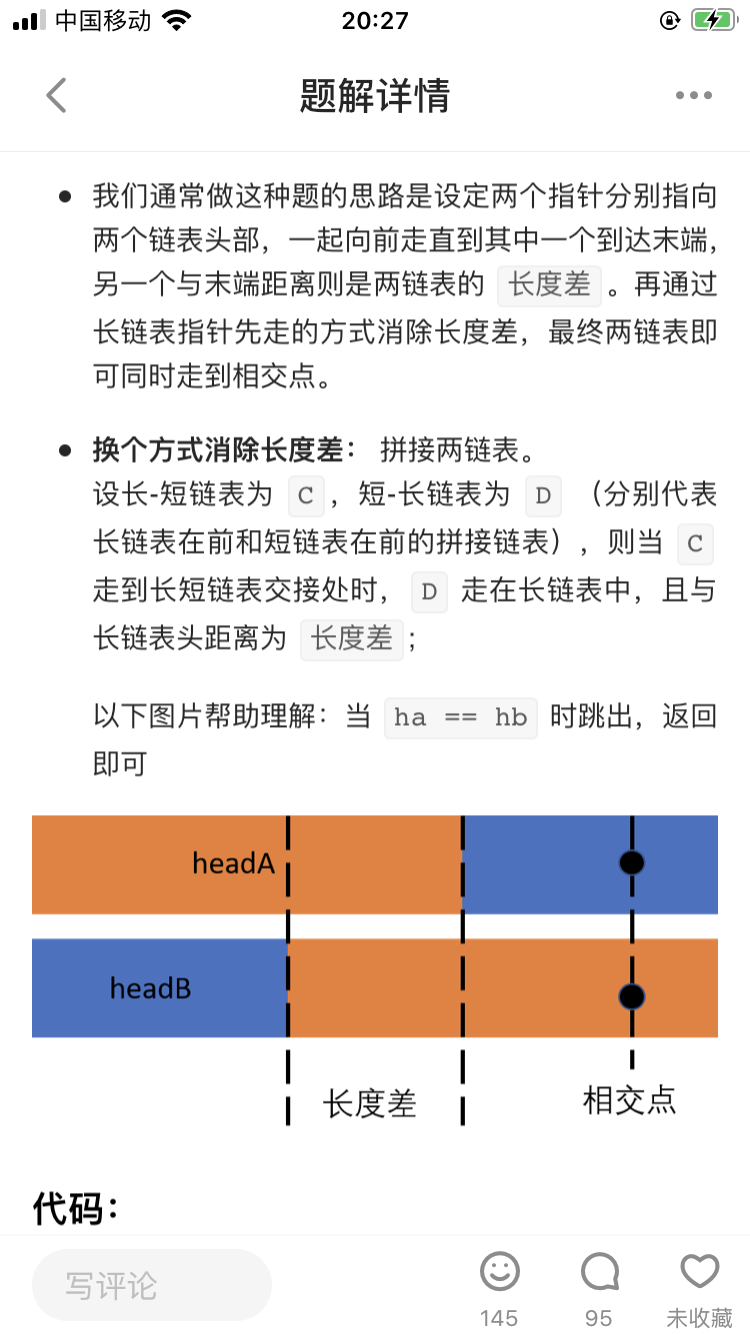 中国移动
20:27
题解详情
我们通常做这种题的思路是设定两个指针分别指向
两个链表头部，一起向前走直到其中一个到达末端，
另一个与末端距离则是两链表的 长度差 。再通过
长链表指针先走的方式消除长度差，最终两链表即
可同时走到相交点。
换个方式消除长度差： 拼接两链表。
设长-短链表为 C ，短-长链表为 D （分别代表
长链表在前和短链表在前的拼接链表），则当 C
走到长短链表交接处时， D 走在长链表中，且与
长链表头距离为 长度差；
以下图片帮助理解：当 ha == hb 时跳出，返回
即可
headA
headB
长度差
相交点
代码：
写评论
145
95
未收藏